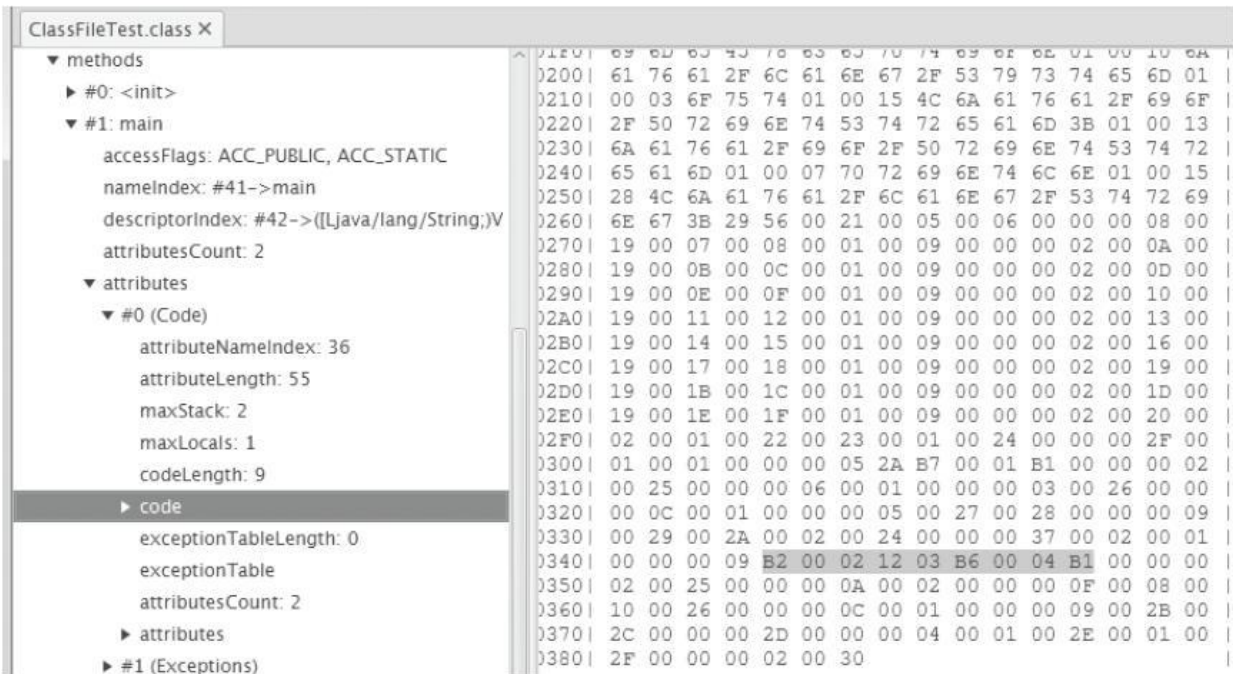 ClassFileTest.class ✕
▼ methods
▶ #0: <init>
▼ #1: main
accessFlags: ACC_PUBLIC, ACC_STATIC
nameIndex: #41->main
descriptorIndex: #42->([Ljava/lang/String;)V
attributesCount: 2
▼ attributes
▼ #0 (Code)
attributeNameIndex: 36
attributeLength: 55
maxStack: 2
maxLocals: 1
codeLength: 9
▶ code
exceptionTableLength: 0
exceptionTable
attributesCount: 2
▶ attributes
▶ #1 (Exceptions)
01F0| 69 6D 65 45 78 63 65 70 74 69 6F 6E 01 00 10 6A |
0200| 61 76 61 2F 6C 61 6E 67 2F 53 79 73 74 65 6D 01 |
0210| 00 03 6F 75 74 01 00 15 4C 6A 61 76 61 2F 69 6F |
0220| 2F 50 72 69 6E 74 53 74 72 65 61 6D 3B 01 00 13 |
0230| 6A 61 76 61 2F 69 6F 2F 50 72 69 6E 74 53 74 72 |
0240| 65 61 6D 01 00 07 70 72 69 6E 74 6C 6E 01 00 15 |
0250| 28 4C 6A 61 76 61 2F 6C 61 6E 67 2F 53 74 72 69 |
0260| 6E 67 3B 29 56 00 21 00 05 00 06 00 00 00 08 00 |
0270| 19 00 07 00 08 00 01 00 09 00 00 00 02 00 0A 00 |
0280| 19 00 0B 00 0C 00 01 00 09 00 00 00 02 00 0D 00 |
0290| 19 00 0E 00 0F 00 01 00 09 00 00 00 02 00 10 00 |
02A0| 19 00 11 00 12 00 01 00 09 00 00 00 02 00 13 00 |
02B0| 19 00 14 00 15 00 01 00 09 00 00 00 02 00 16 00 |
02C0| 19 00 17 00 18 00 01 00 09 00 00 00 02 00 19 00 |
02D0| 19 00 1B 00 1C 00 01 00 09 00 00 00 02 00 1D 00 |
02E0| 19 00 1E 00 1F 00 01 00 09 00 00 00 02 00 20 00 |
02F0| 02 00 01 00 22 00 23 00 01 00 24 00 00 00 2F 00 |
0300| 01 00 01 00 00 00 05 2A B7 00 01 B1 00 00 00 02 |
0310| 00 25 00 00 00 06 00 01 00 00 00 03 00 26 00 00 |
0320| 00 0C 00 01 00 00 00 05 00 27 00 28 00 00 00 09 |
0330| 00 29 00 2A 00 02 00 24 00 00 00 37 00 02 00 01 |
0340| 00 00 00 09 B2 00 02 12 03 B6 00 04 B1 00 00 00 |
0350| 02 00 25 00 00 00 0A 00 02 00 00 00 0F 00 08 00 |
0360| 10 00 26 00 00 00 0C 00 01 00 00 00 09 00 2B 00 |
0370| 2C 00 00 00 2D 00 00 00 04 00 01 00 2E 00 01 00 |
0380| 2F 00 00 00 02 00 30 |